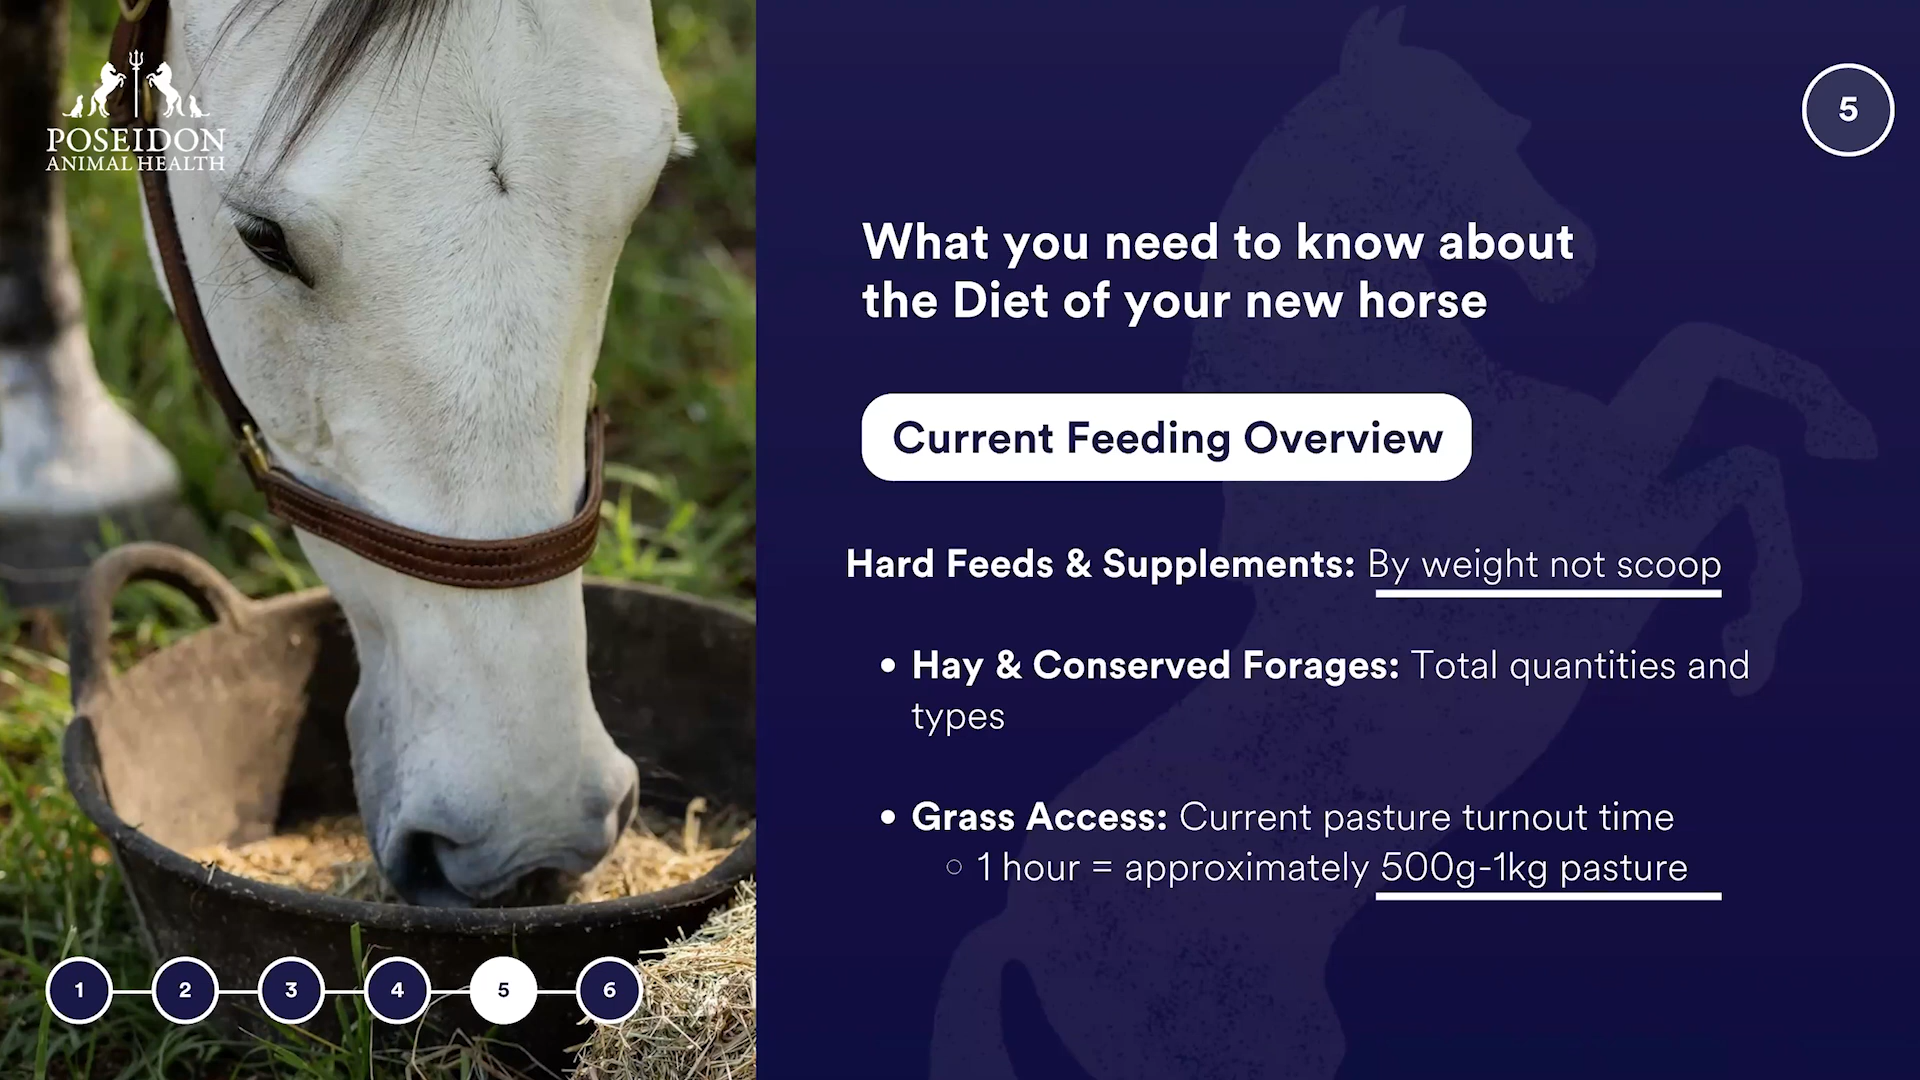 POSEIDON
ANIMAL HEALTH
5
What you need to know about
the Diet of your new horse
Current Feeding Overview
Hard Feeds & Supplements: By weight not scoop
• Hay & Conserved Forages: Total quantities and
types
• Grass Access: Current pasture turnout time
○ 1 hour = approximately 500g-1kg pasture
1 2 3 4 5 6